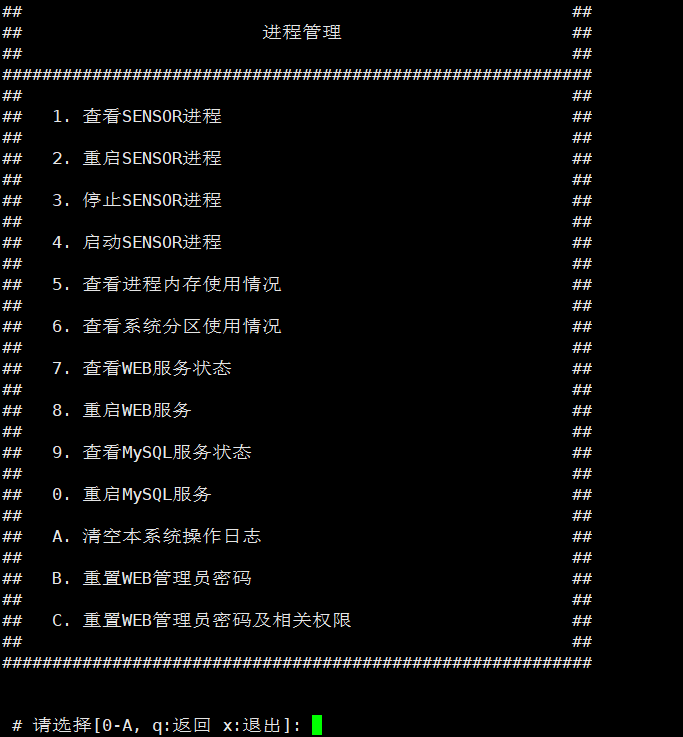 ##                                                       ##
##                        进程管理                       ##
##                                                       ##
###########################################################
##                                                       ##
##   1. 查看SENSOR进程                                   ##
##                                                       ##
##   2. 重启SENSOR进程                                   ##
##                                                       ##
##   3. 停止SENSOR进程                                   ##
##                                                       ##
##   4. 启动SENSOR进程                                   ##
##                                                       ##
##   5. 查看进程内存使用情况                             ##
##                                                       ##
##   6. 查看系统分区使用情况                             ##
##                                                       ##
##   7. 查看WEB服务状态                                  ##
##                                                       ##
##   8. 重启WEB服务                                      ##
##                                                       ##
##   9. 查看MySQL服务状态                                ##
##                                                       ##
##   0. 重启MySQL服务                                    ##
##                                                       ##
##   A. 清空本系统操作日志                               ##
##                                                       ##
##   B. 重置WEB管理员密码                                ##
##                                                       ##
##   C. 重置WEB管理员密码及相关权限                      ##
##                                                       ##
###########################################################
# 请选择[0-A, q:返回 x:退出]: